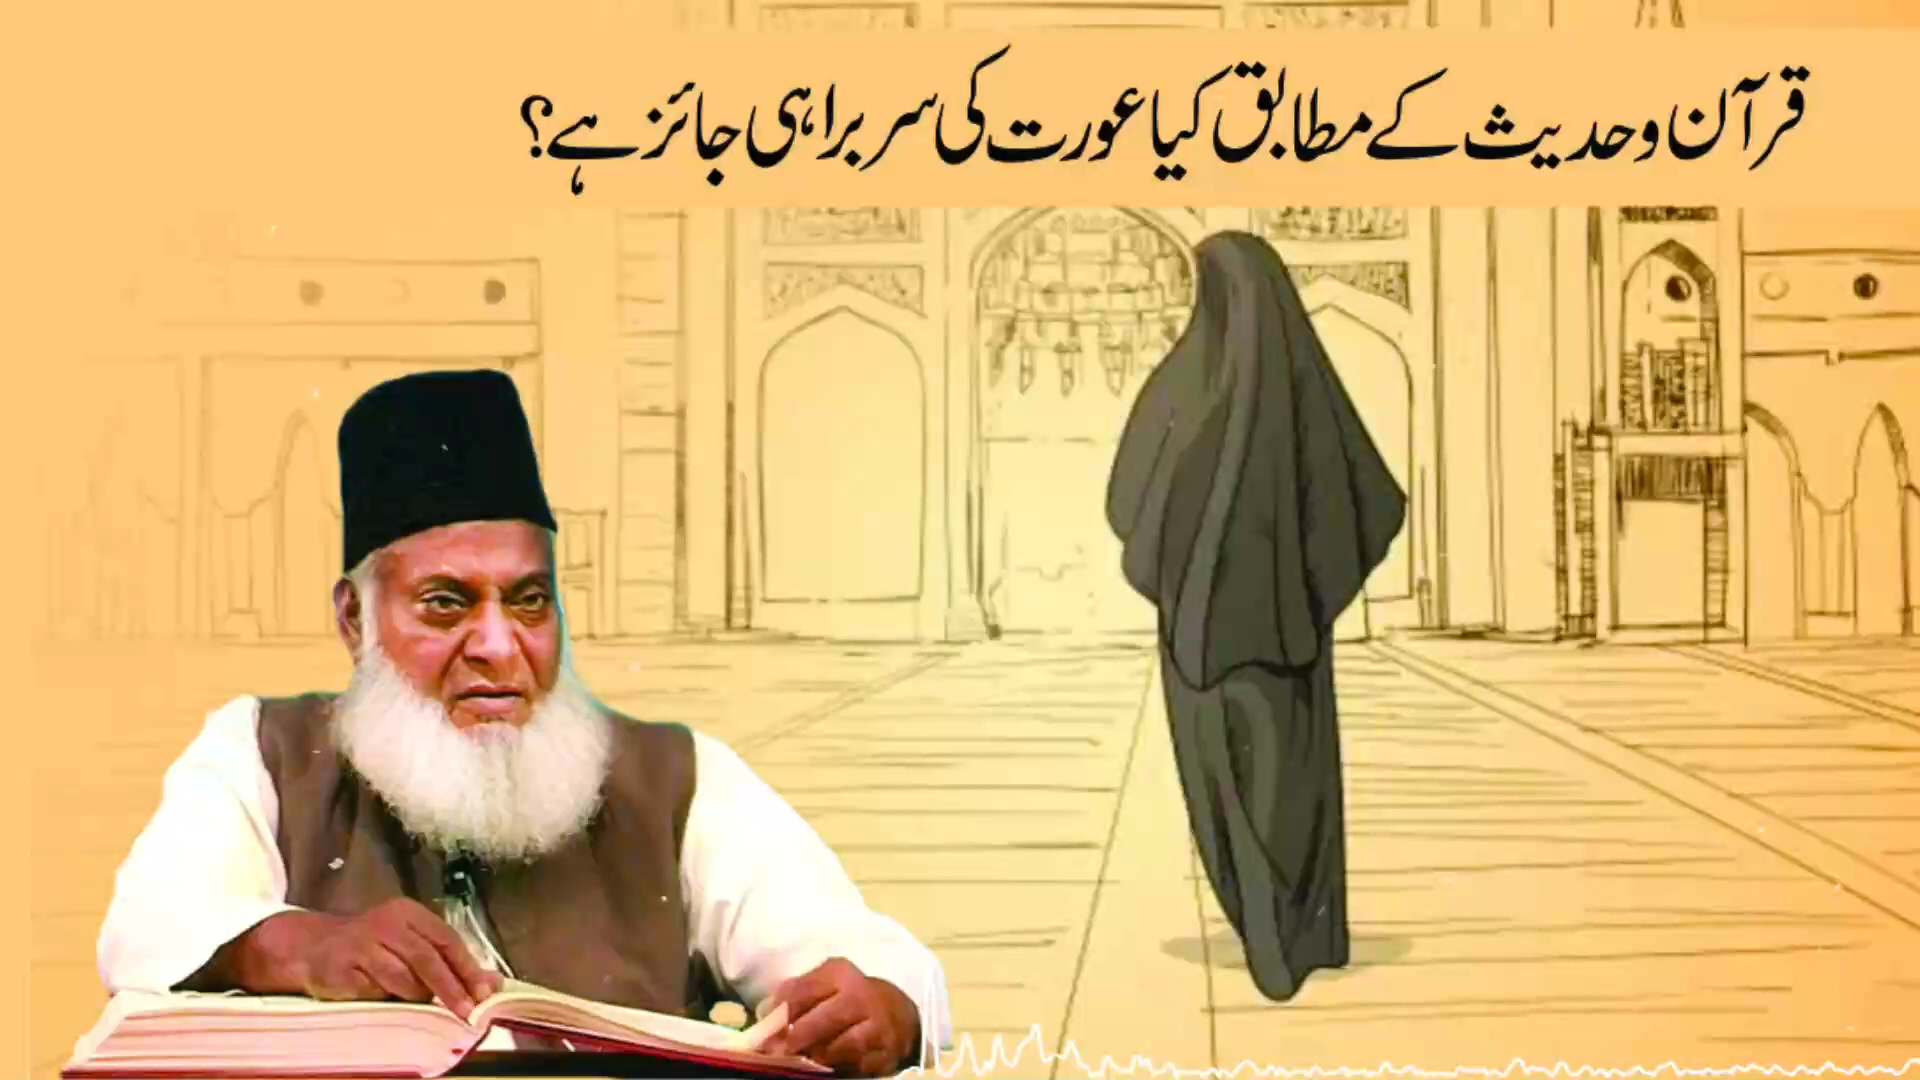 قرآن وحدیث کے مطابق کیا عورت کی سربراہی جائز ہے؟